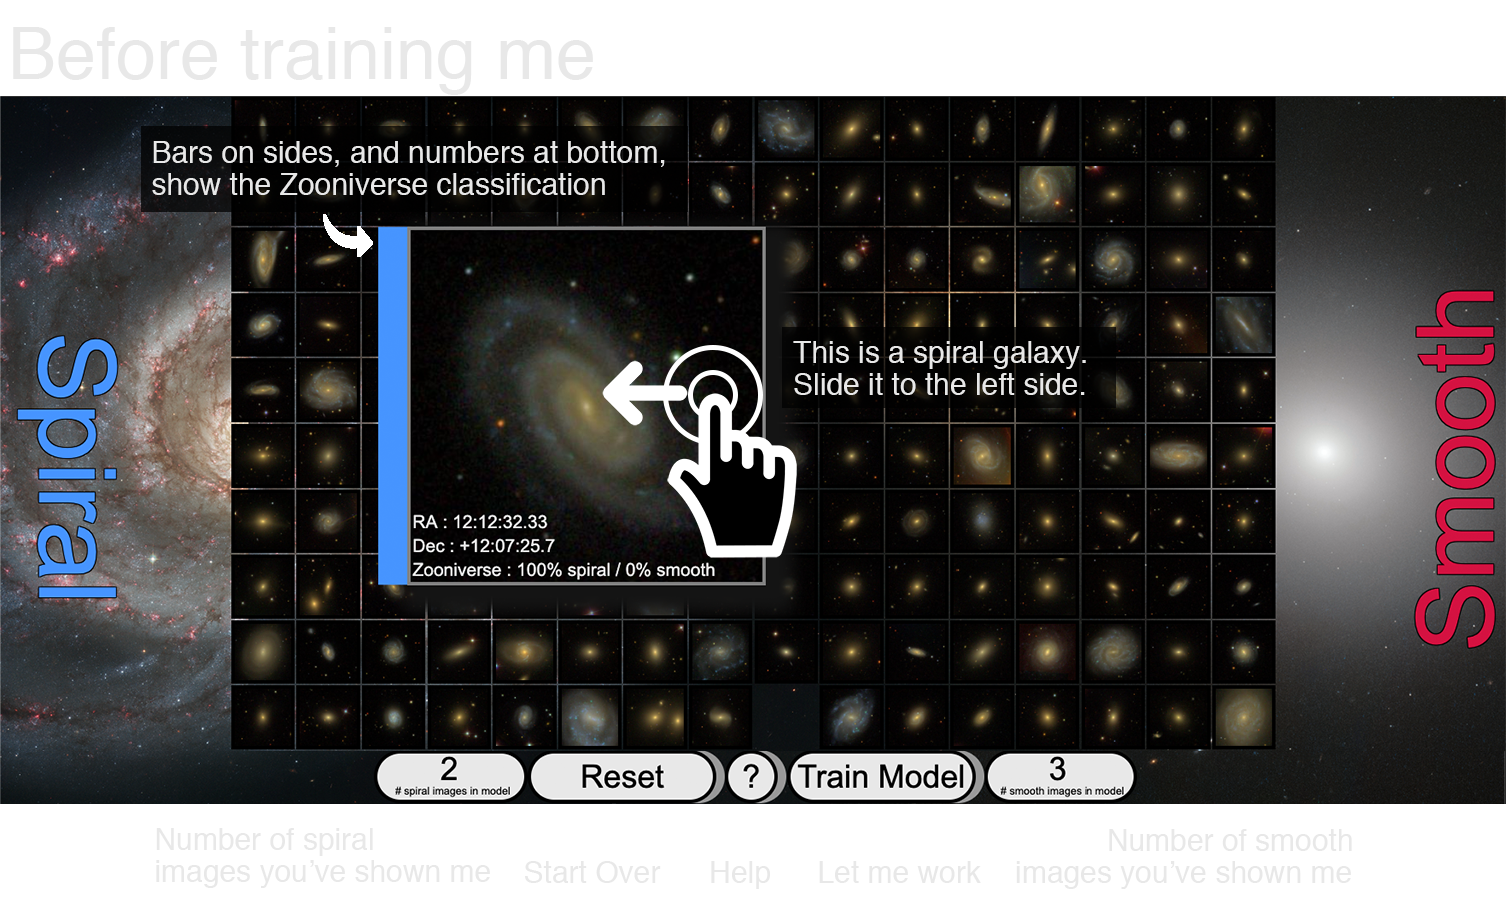 Before training me
Bars on sides, and numbers at bottom,
show the Zooniverse classification
Spiral
This is a spiral galaxy.
Slide it to the left side.
Smooth
RA : 12:12:32.33
Dec : +12:07:25.7
Zooniverse : 100% spiral / 0% smooth
2
# spiral images in model
Reset
?
Train Model
3
# smooth images in model
Number of spiral
images you’ve shown me
Start Over
Help
Let me work
Number of smooth
images you’ve shown me